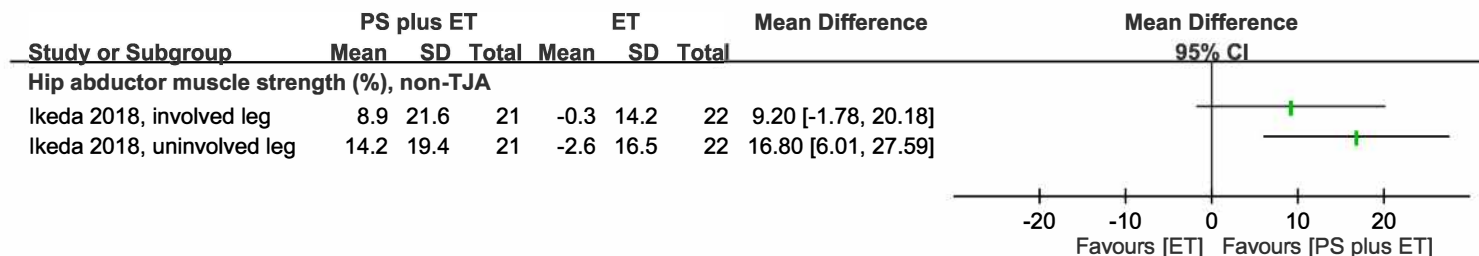 PS plus ET ET Mean Difference Mean Difference
Study or Subgroup Mean SD Total Mean SD Total 95% CI
Hip abductor muscle strength (%), non-TJA
Ikeda 2018, involved leg 8.9 21.6 21 -0.3 14.2 22 9.20 [-1.78, 20.18]
Ikeda 2018, uninvolved leg 14.2 19.4 21 -2.6 16.5 22 16.80 [6.01, 27.59]
-20 -10 0 10 20
Favours [ET] Favours [PS plus ET]